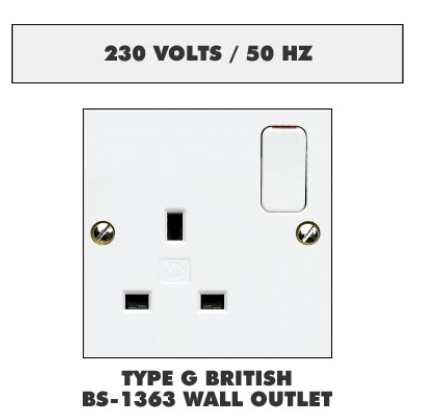 230 VOLTS / 50 HZ
TYPE G BRITISH
BS-1363 WALL OUTLET